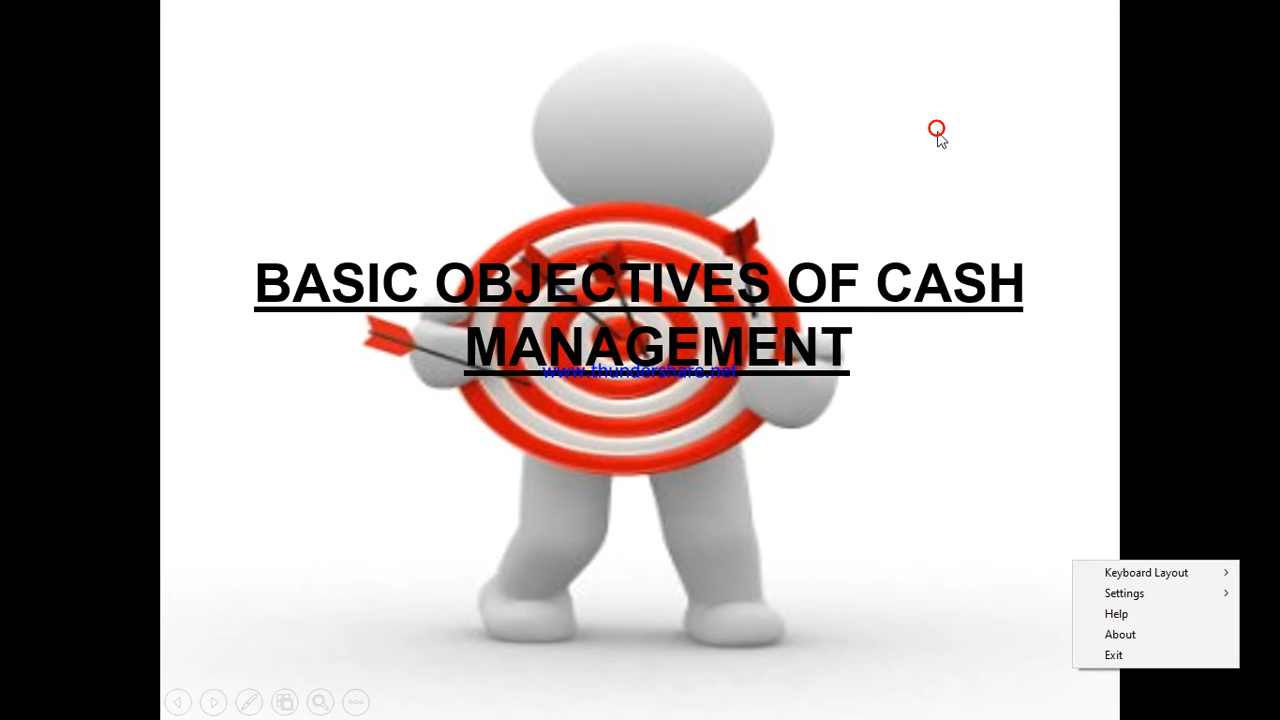 BASIC OBJECTIVES OF CASH
MANAGEMENT
www.thundershare.net
Keyboard Layout
Settings
Help
About
Exit